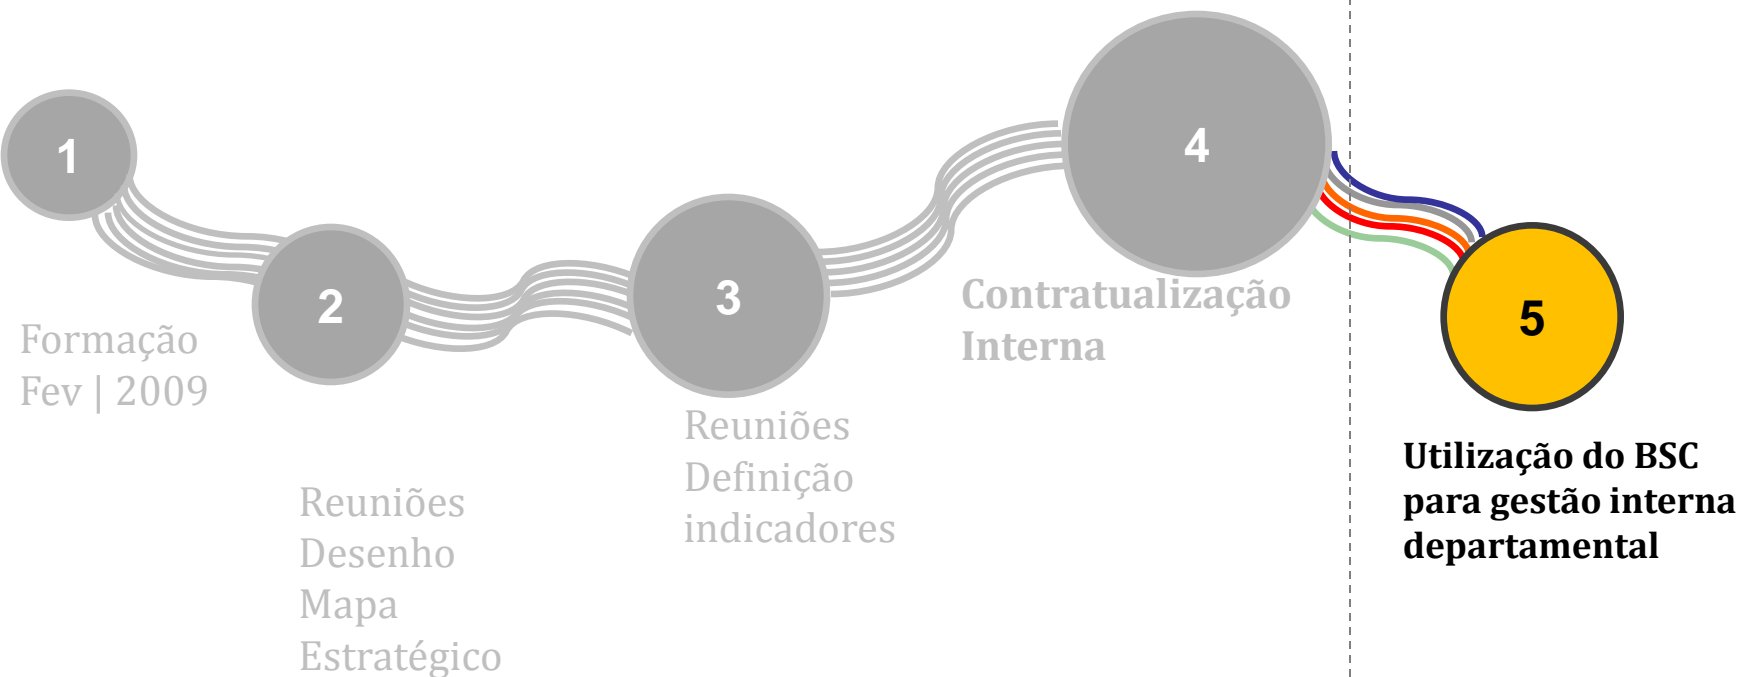 1
Formação
Fev | 2009
2
Reuniões
Desenho
Mapa
Estratégico
3
Reuniões
Definição
indicadores
4
Contratualização
Interna
5
Utilização do BSC
para gestão interna
departamental